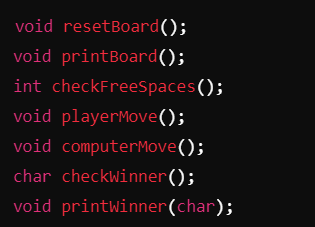 void resetBoard();
void printBoard();
int checkFreeSpaces();
void playerMove();
void computerMove();
char checkWinner();
void printWinner(char);